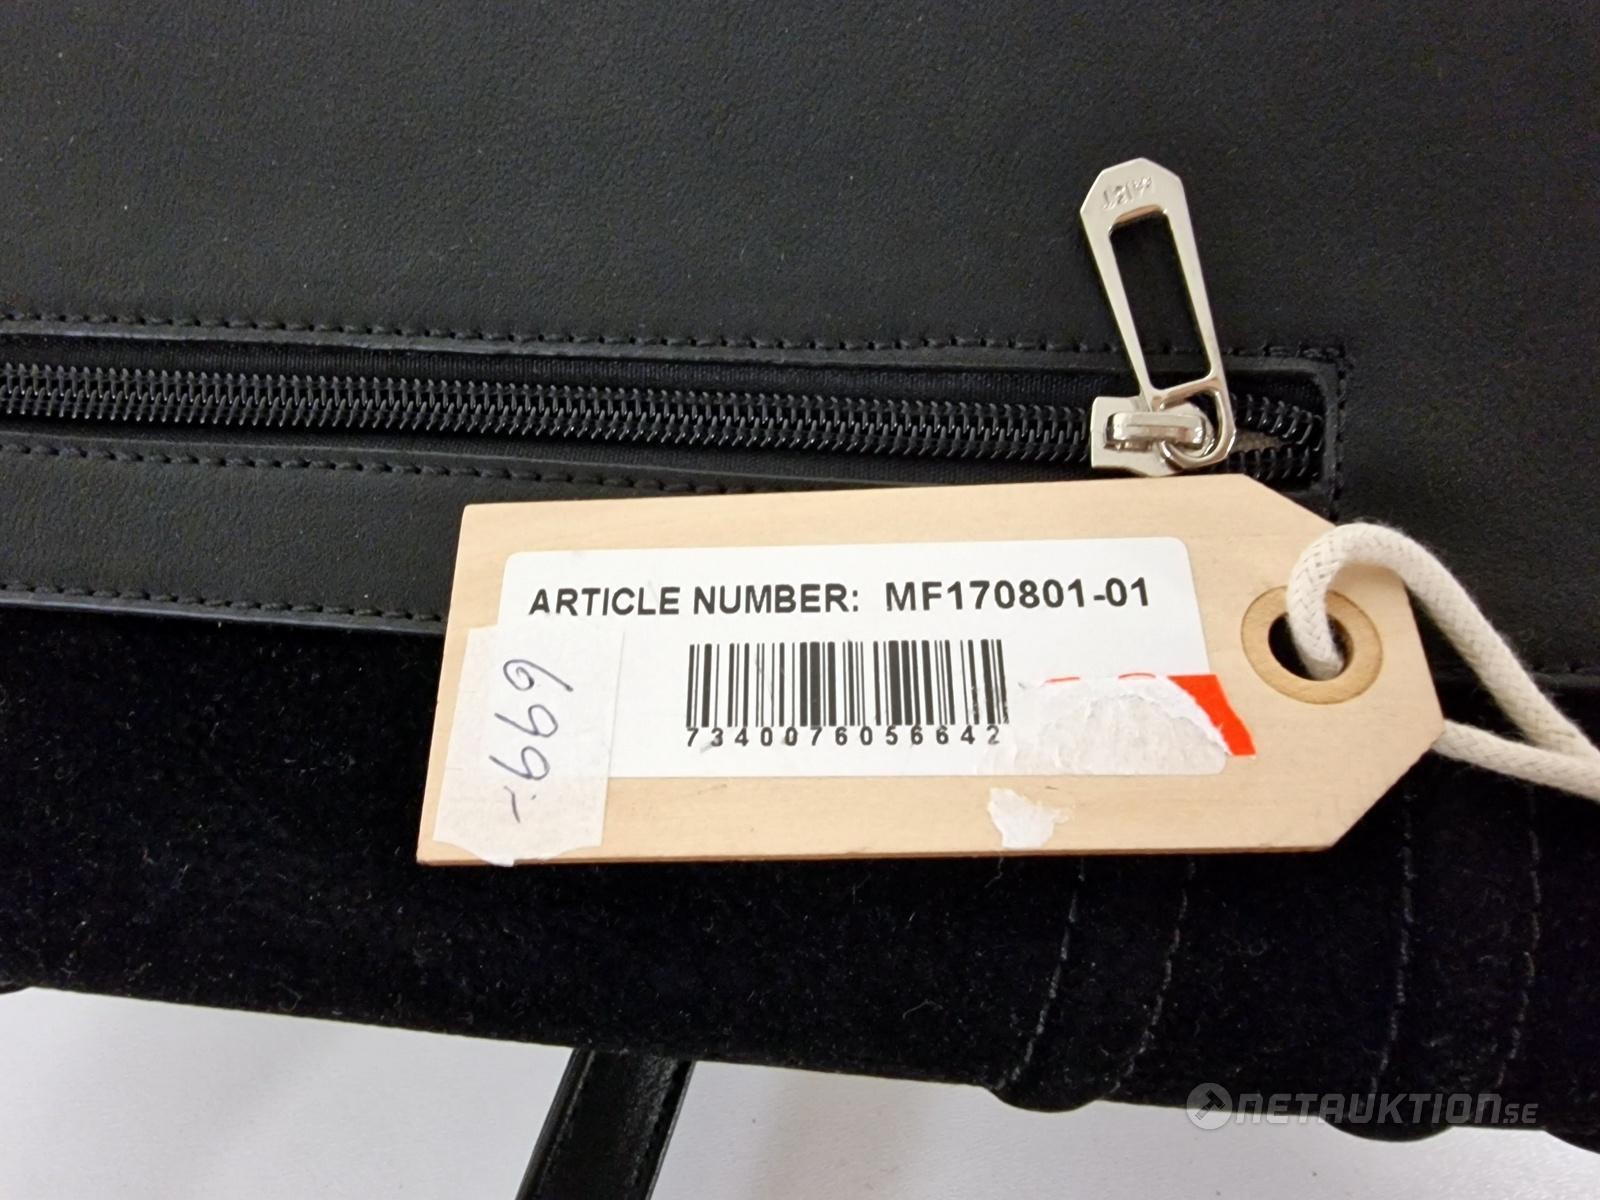 ARTICLE NUMBER: MF170801-01
7340076056642
699:-
NETAUKTION.SE